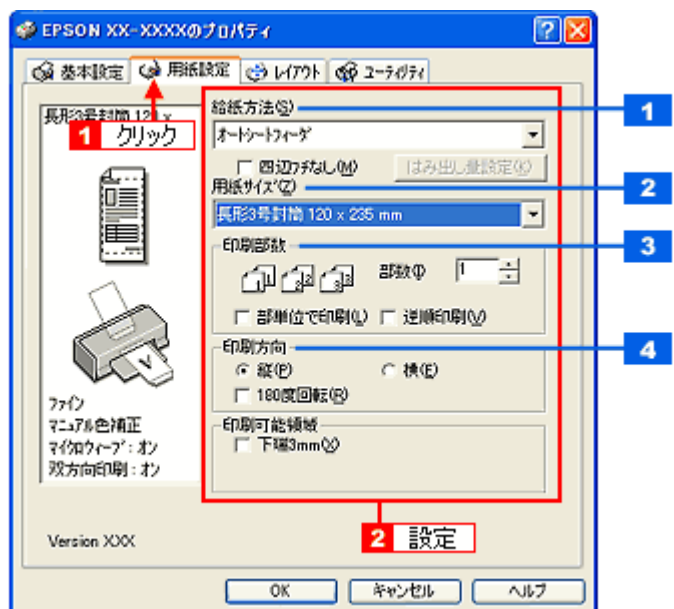 EPSON XX-XXXXのプロパティ
基本設定 用紙設定 レイアウト ユーティリティ
長形3号封筒 120 x
1 クリック
給紙方法(S)
1
オートシートフィーダ
四辺フチなし(M) はみ出し量設定(K)
用紙サイズ(Z)
2
長形3号封筒 120 x 235 mm
印刷部数
3
部数(I) 1
部単位で印刷(L) 逆順印刷(V)
印刷方向
4
縦(P) 横(E)
180度回転(R)
印刷可能領域
下端3mm(X)
ファイン
マニュアル色補正
マイクロウィーブ：オン
双方向印刷：オン
2 設定
Version XXX
OK キャンセル ヘルプ